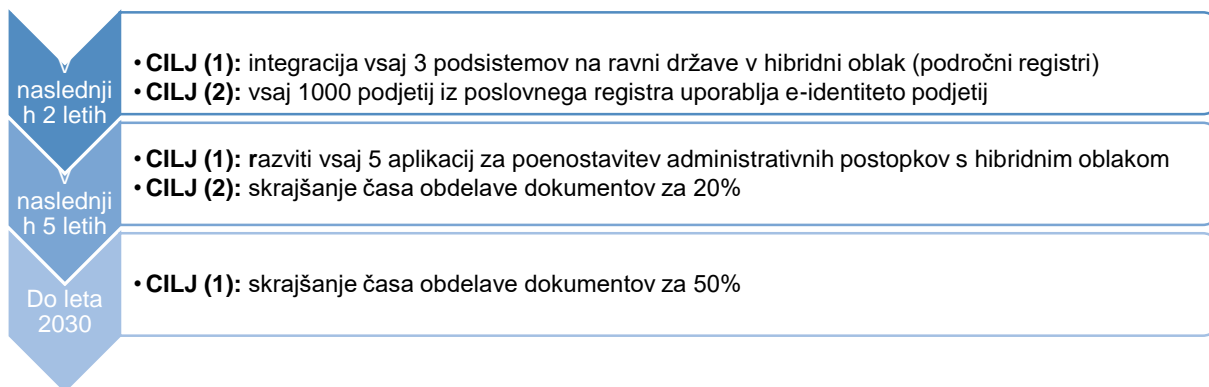 V
naslednji
h 2 letih
• CILJ (1): integracija vsaj 3 podsistemov na ravni države v hibridni oblak (področni registri)
• CILJ (2): vsaj 1000 podjetij iz poslovnega registra uporablja e-identiteto podjetij
V
naslednji
h 5 letih
• CILJ (1): razviti vsaj 5 aplikacij za poenostavitev administrativnih postopkov s hibridnim oblakom
• CILJ (2): skrajšanje časa obdelave dokumentov za 20%
Do leta
2030
• CILJ (1): skrajšanje časa obdelave dokumentov za 50%